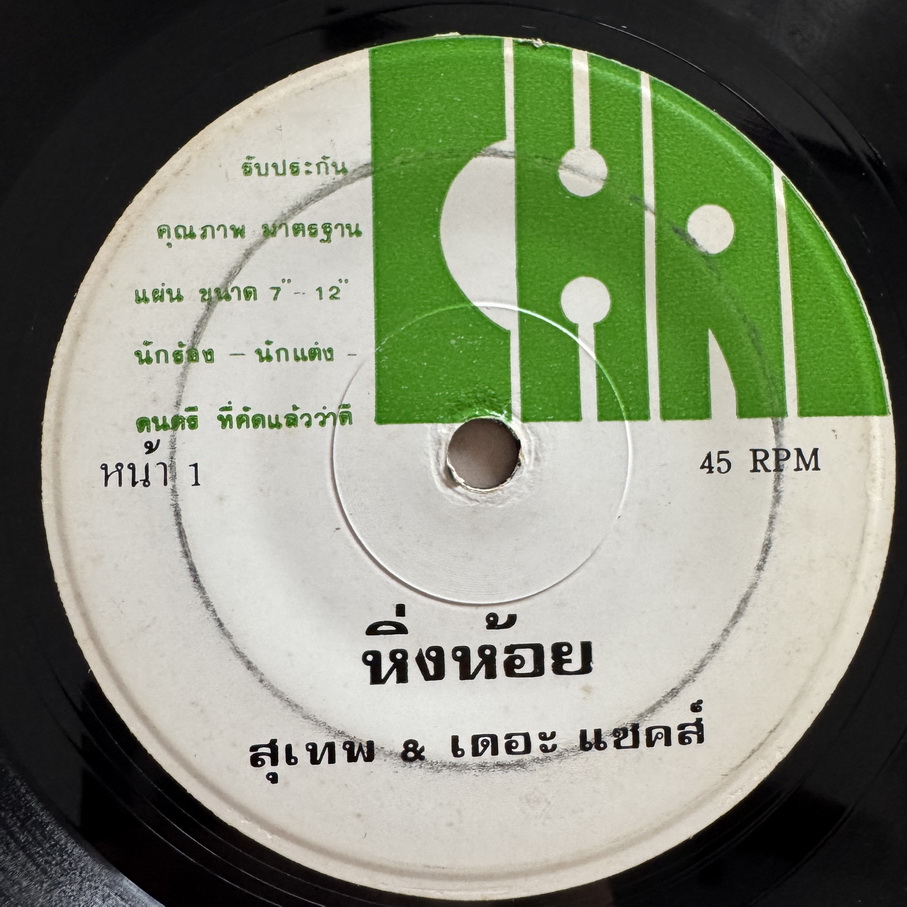 CHAI
รับประกัน
คุณภาพ มาตรฐาน
แผ่น ขนาด 7"-12"
นักร้อง - นักแต่ง -
ดนตรี ที่คัดแล้วว่าดี
หน้า 1
45 RPM
หิ่งห้อย
สุเทพ & เดอะ แซคส์